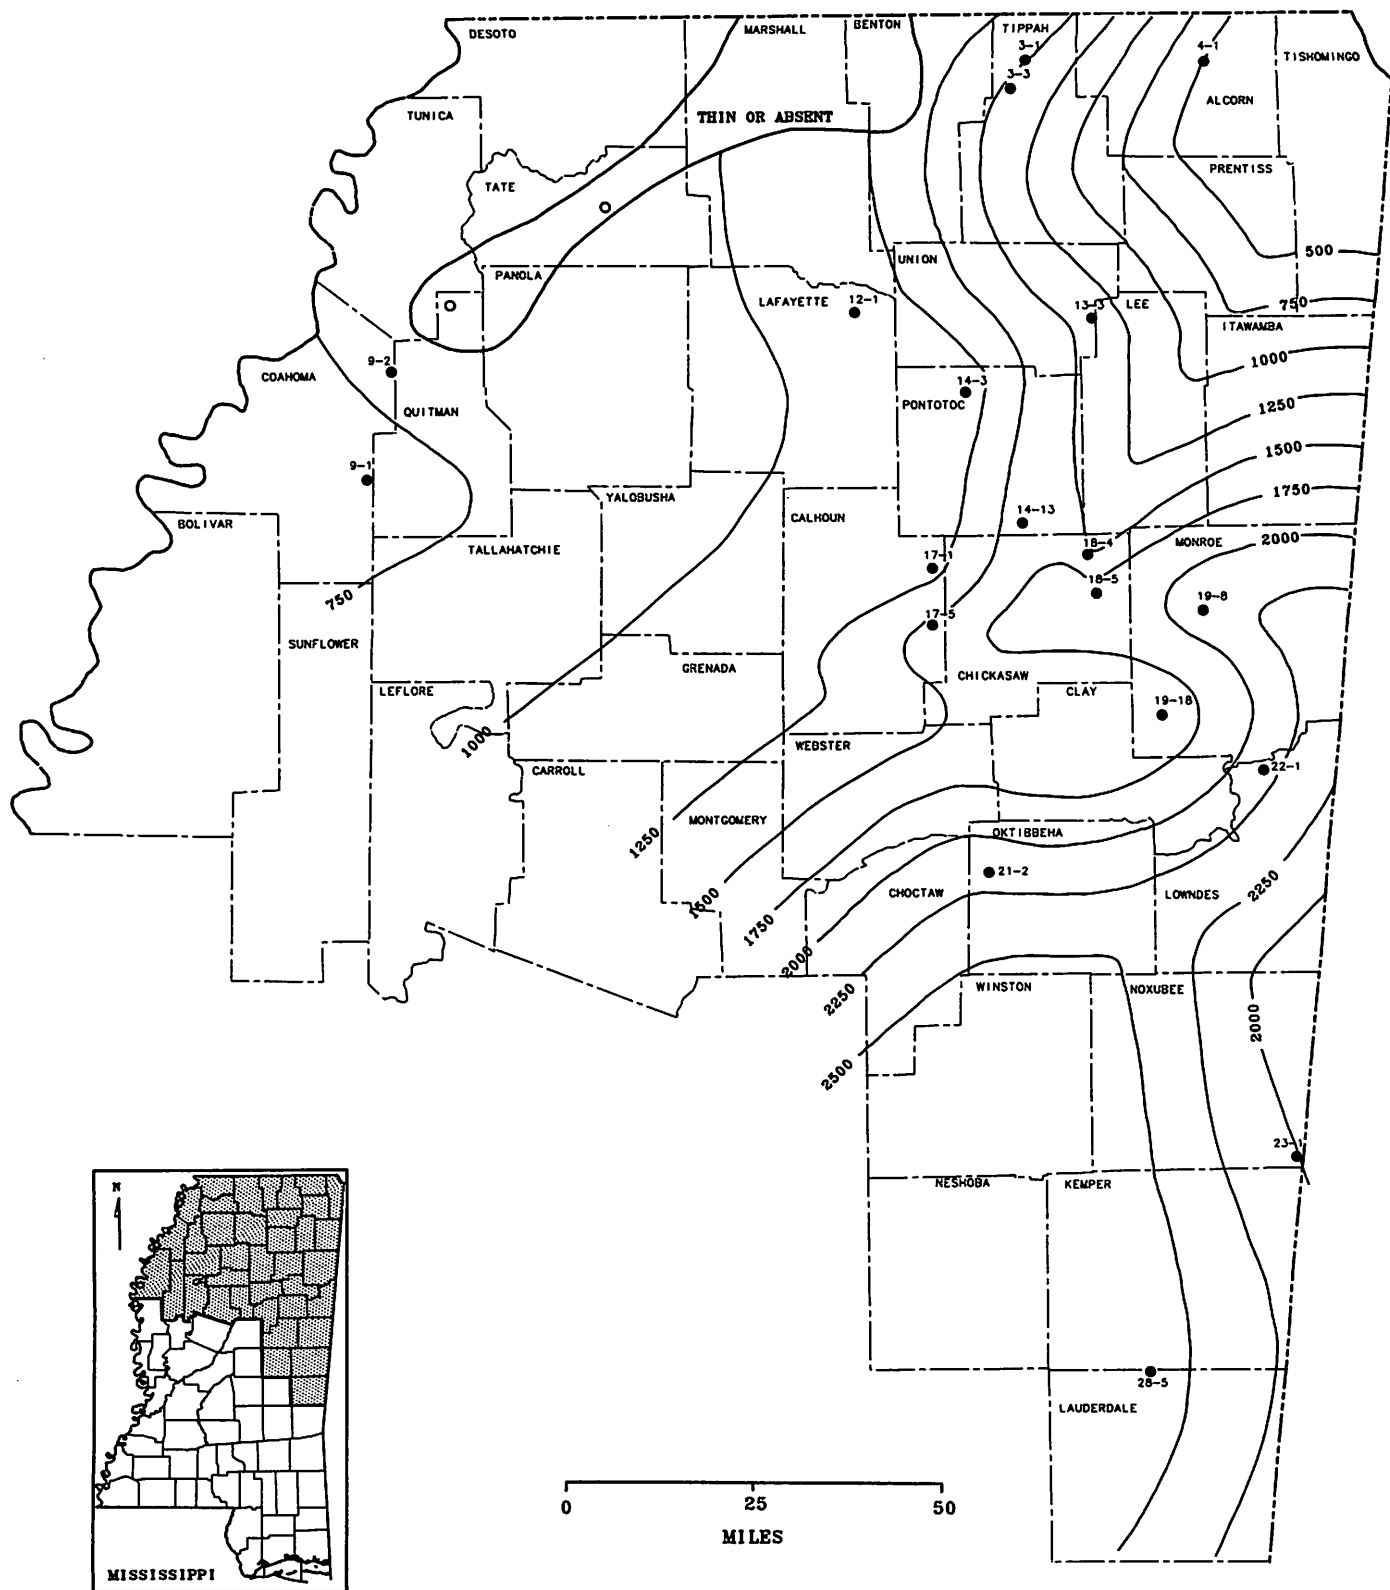 DESOTO
MARSHALL
BENTON
TIPPAH
3-1
4-1
TISHOMINGO
3-3
ALCORN
TUNICA
THIN OR ABSENT
PRENTISS
TATE
500
UNION
PANOLA
LAFAYETTE
12-1
13-3
LEE
750
ITAWAMBA
9-2
1000
COAHOMA
14-3
PONTOTOC
QUITMAN
1250
1500
9-1
1750
YALOBUSHA
14-13
BOLIVAR
CALHOUN
TALLAHATCHIE
18-4
MONROE
2000
17-1
18-5
750
19-8
17-5
SUNFLOWER
GRENADA
CHICKASAW
LEFLORE
CLAY
19-18
1000
WEBSTER
CARROLL
22-1
MONTGOMERY
1250
OKTIBBEHA
21-2
1500
CHOCTAW
LOWNDES
2250
1750
2000
2250
WINSTON
NOXUBEE
2000
2500
23-1
NESHOBA
KEMPER
N
28-5
LAUDERDALE
0
25
50
MILES
MISSISSIPPI